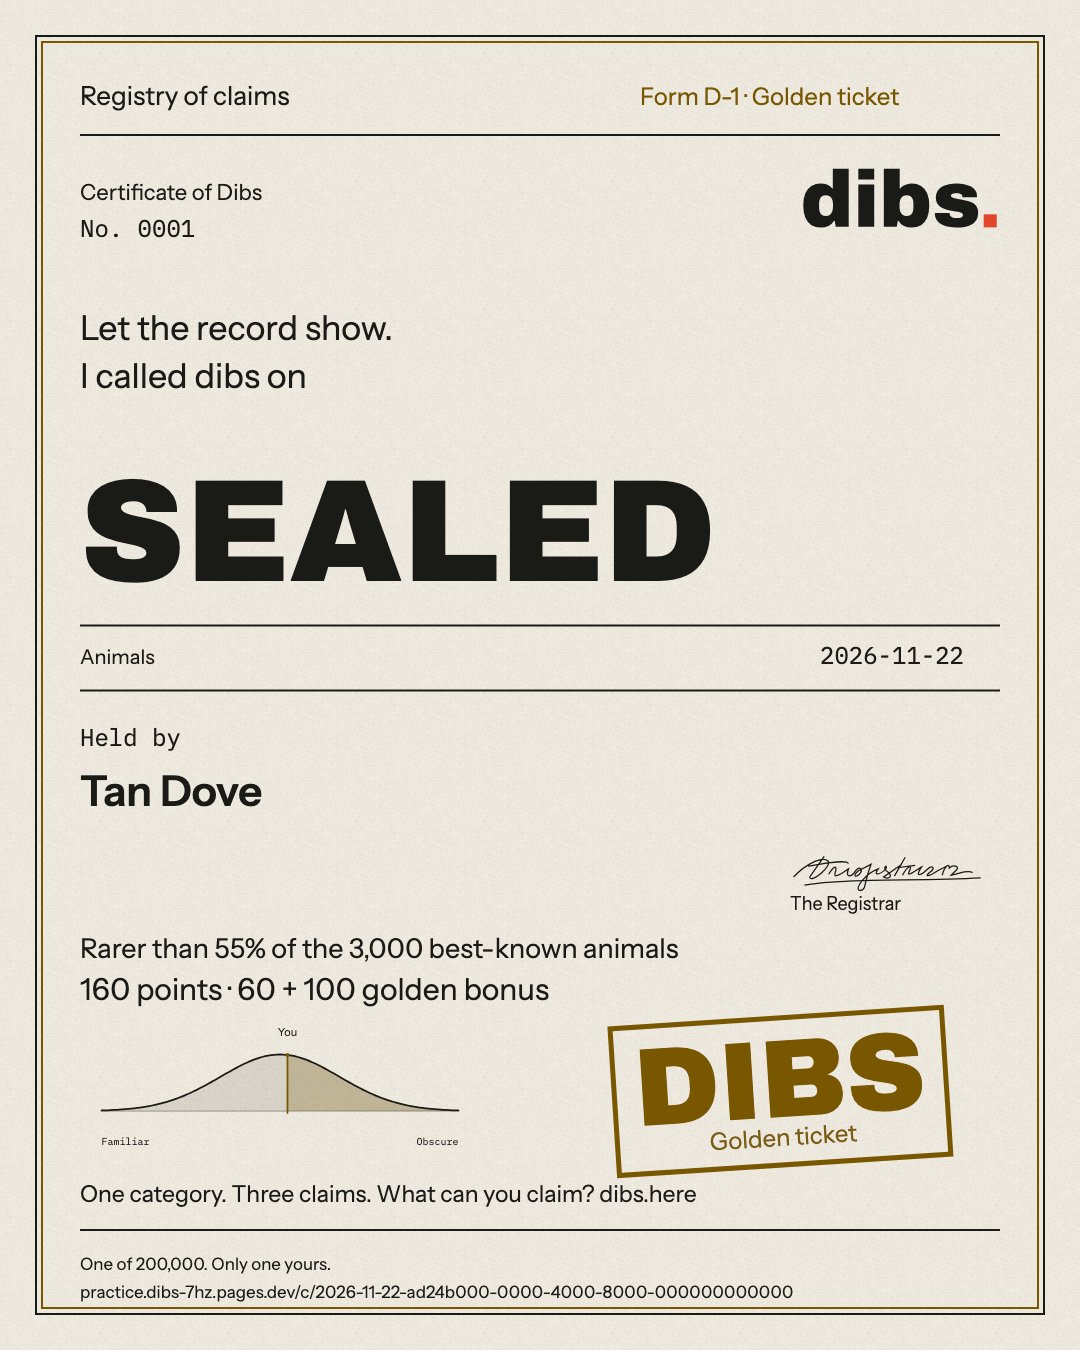 Registry of claims
Form D-1 · Golden ticket
Certificate of Dibs
No. 0001
dibs.
Let the record show.
I called dibs on
SEALED
Animals
2026-11-22
Held by
Tan Dove
The Registrar
Rarer than 55% of the 3,000 best-known animals
160 points · 60 + 100 golden bonus
You
Familiar
Obscure
DIBS
Golden ticket
One category. Three claims. What can you claim? dibs.here
One of 200,000. Only one yours.
practice.dibs-7hz.pages.dev/c/2026-11-22-ad24b000-0000-4000-8000-000000000000